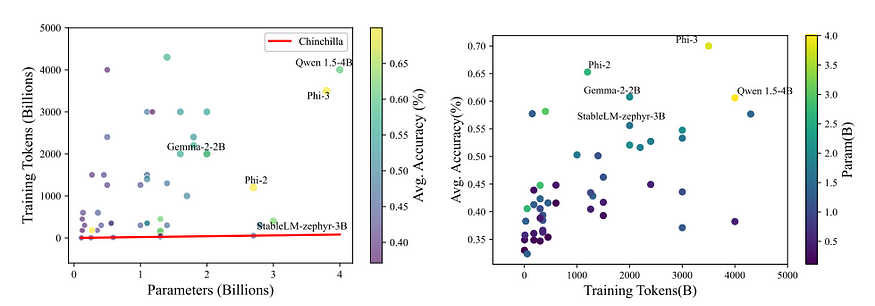 5000
4000
3000
2000
1000
0
Training Tokens (Billions)
0
1
2
3
4
Parameters (Billions)
Chinchilla
Qwen 1.5-4B
Phi-3
Gemma-2-2B
Phi-2
StableLM-zephyr-3B
0.65
0.60
0.55
0.50
0.45
0.40
Avg. Accuracy (%)
0.70
0.65
0.60
0.55
0.50
0.45
0.40
0.35
Avg. Accuracy(%)
0
1000
2000
3000
4000
5000
Training Tokens(B)
Phi-3
Phi-2
Gemma-2-2B
Qwen 1.5-4B
StableLM-zephyr-3B
4.0
3.5
3.0
2.5
2.0
1.5
1.0
0.5
Param(B)